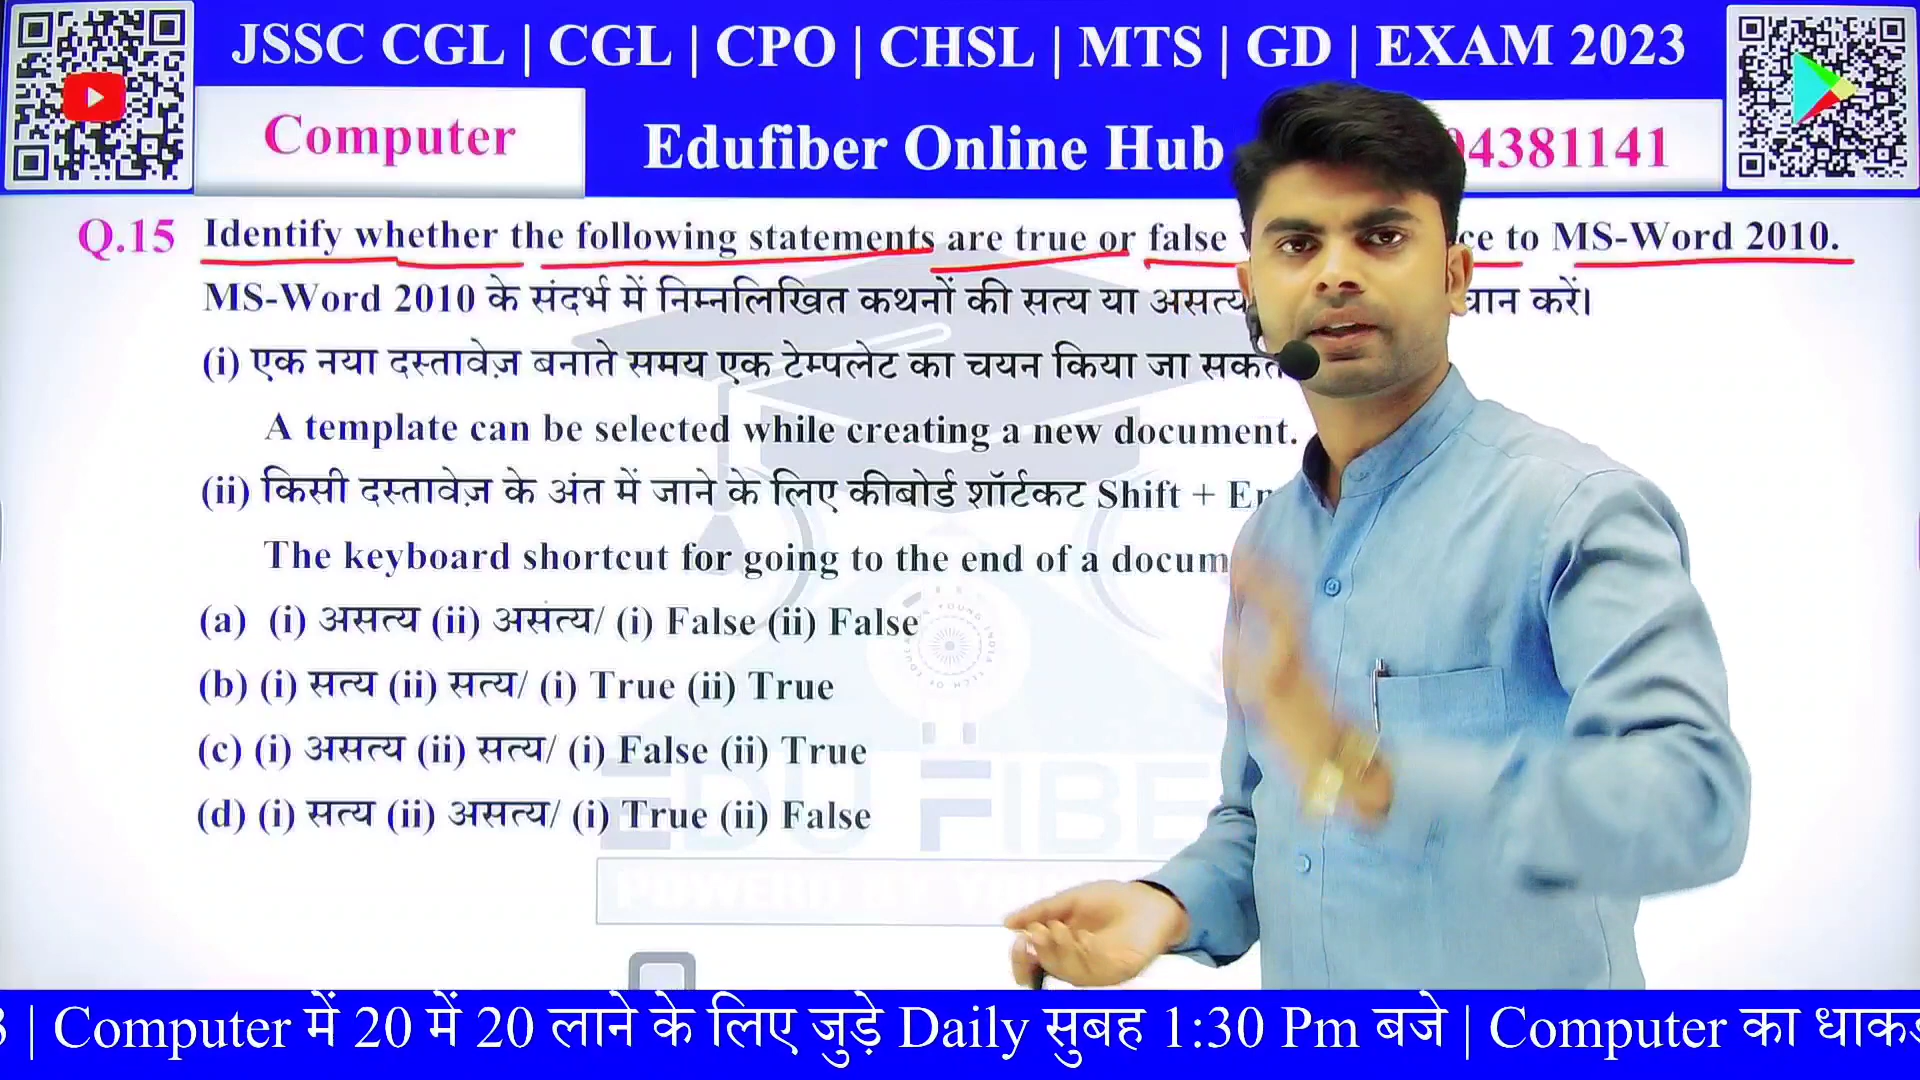 JSSC CGL | CGL | CPO | CHSL | MTS | GD | EXAM 2023
Computer
Edufiber Online Hub
4381141
Q.15 Identify whether the following statements are true or false to MS-Word 2010.
MS-Word 2010 के संदर्भ में निम्नलिखित कथनों की सत्य या असत्य करें।
(i) एक नया दस्तावेज़ बनाते समय एक टेम्पलेट का चयन किया जा
A template can be selected while creating a new document.
(ii) किसी दस्तावेज़ के अंत में जाने के लिए कीबोर्ड शॉर्टकट Shift +
The keyboard shortcut for going to the end of a
(a) (i) असत्य (ii) असत्य/ (i) False (ii) False
(b) (i) सत्य (ii) सत्य/ (i) True (ii) True
(c) (i) असत्य (ii) सत्य/ (i) False (ii) True
(d) (i) सत्य (ii) असत्य/ (i) True (ii) False
EDU FIBE
POWERD BY
| Computer में 20 में 20 लाने के लिए जुड़े Daily सुबह 1:30 Pm बजे | Computer का